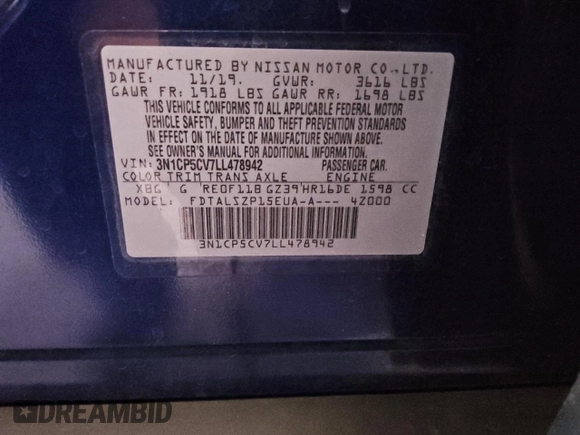 MANUFACTURED BY NISSAN MOTOR CO.,LTD.
DATE: 11/19. GVWR: 3616 LBS
GAWR FR: 1918 LBS GAWR RR: 1698 LBS
THIS VEHICLE CONFORMS TO ALL APPLICABLE FEDERAL MOTOR
VEHICLE SAFETY, BUMPER AND THEFT PREVENTION STANDARDS
IN EFFECT ON THE DATE OF MANUFACTURE SHOWN ABOVE.
SEE OWNER'S MANUAL FOR ADDITIONAL INFORMATION.
VIN: 3N1CP5CV7LL478942 PASSENGER CAR.
COLOR TRIM TRANS AXLE ENGINE
XBG G RE0F11B GZ39 HR16DE 1598 CC
MODEL: FDTALSZP15EUA-A--- 4Z000
3N1CP5CV7LL478942
DREAMBID